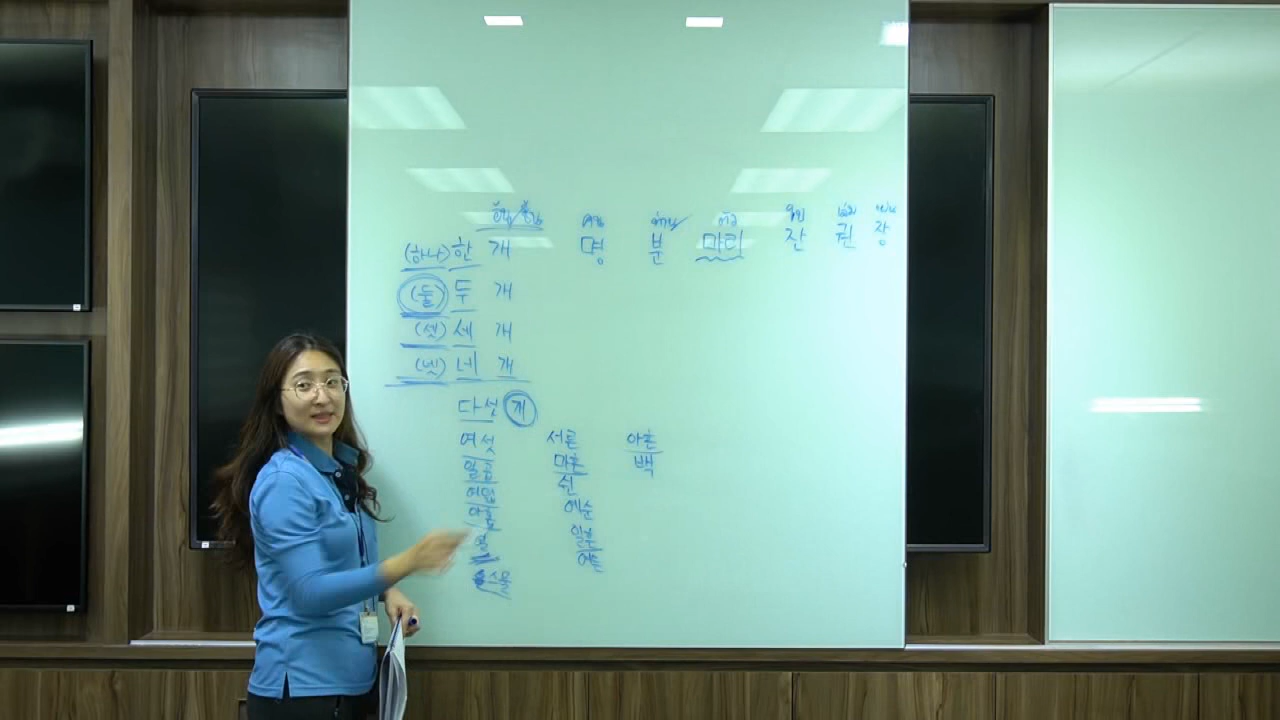 (하나) 한 개 명 분 마리 잔 권 장
(둘) 두 개
(셋) 세 개
(넷) 네 개
다섯 개
여섯 서른 아흔
일곱 마흔 백
여덟 쉰
아홉 예순
열 일흔
스물 여든